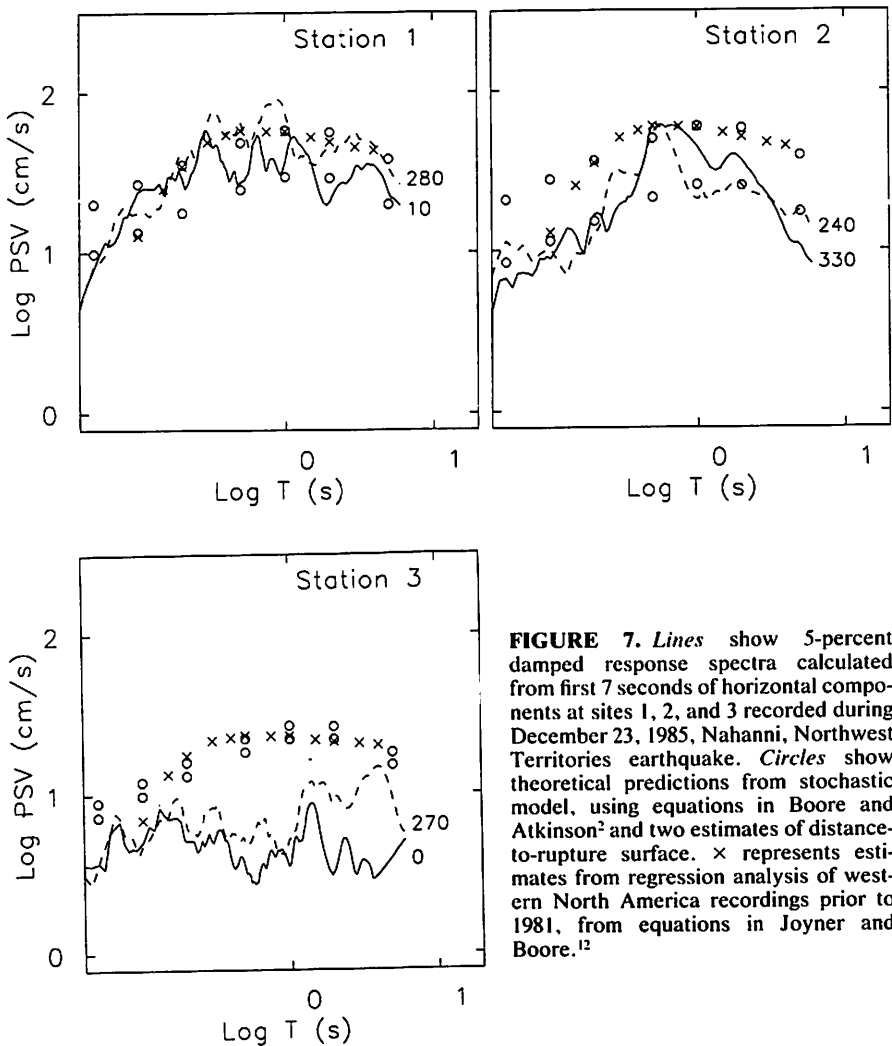 Station 1
Log PSV (cm/s)
2
1
0
280
10
0
1
Log T (s)
Station 2
240
330
0
1
Log T (s)
Station 3
Log PSV (cm/s)
2
1
0
270
0
0
1
Log T (s)
FIGURE 7. Lines show 5-percent
damped response spectra calculated
from first 7 seconds of horizontal compo-
nents at sites 1, 2, and 3 recorded during
December 23, 1985, Nahanni, Northwest
Territories earthquake. Circles show
theoretical predictions from stochastic
model, using equations in Boore and
Atkinson² and two estimates of distance-
to-rupture surface. × represents esti-
mates from regression analysis of west-
ern North America recordings prior to
1981, from equations in Joyner and
Boore.¹²